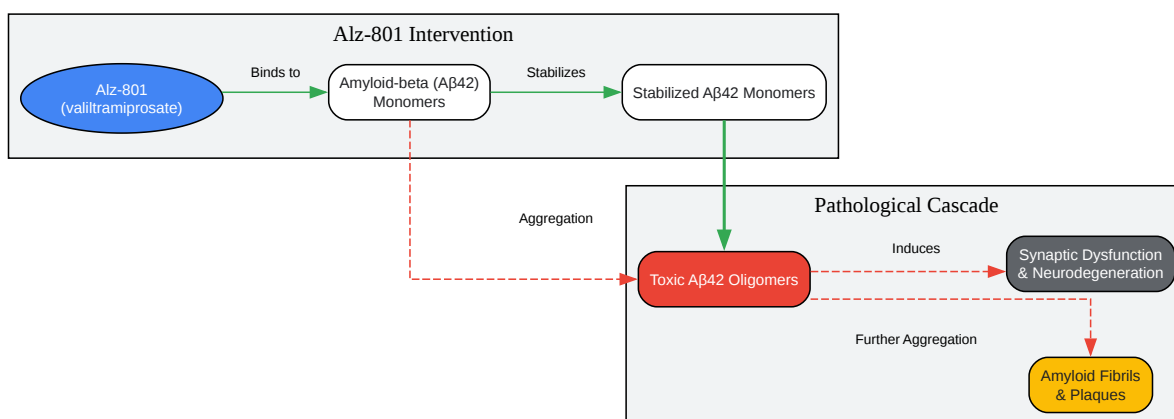 Alz-801 Intervention
Alz-801
(valiltramiprosate)
Binds to
Amyloid-beta (Aβ42)
Monomers
Stabilizes
Stabilized Aβ42 Monomers
Aggregation
Pathological Cascade
Toxic Aβ42 Oligomers
Induces
Synaptic Dysfunction
& Neurodegeneration
Further Aggregation
Amyloid Fibrils
& Plaques